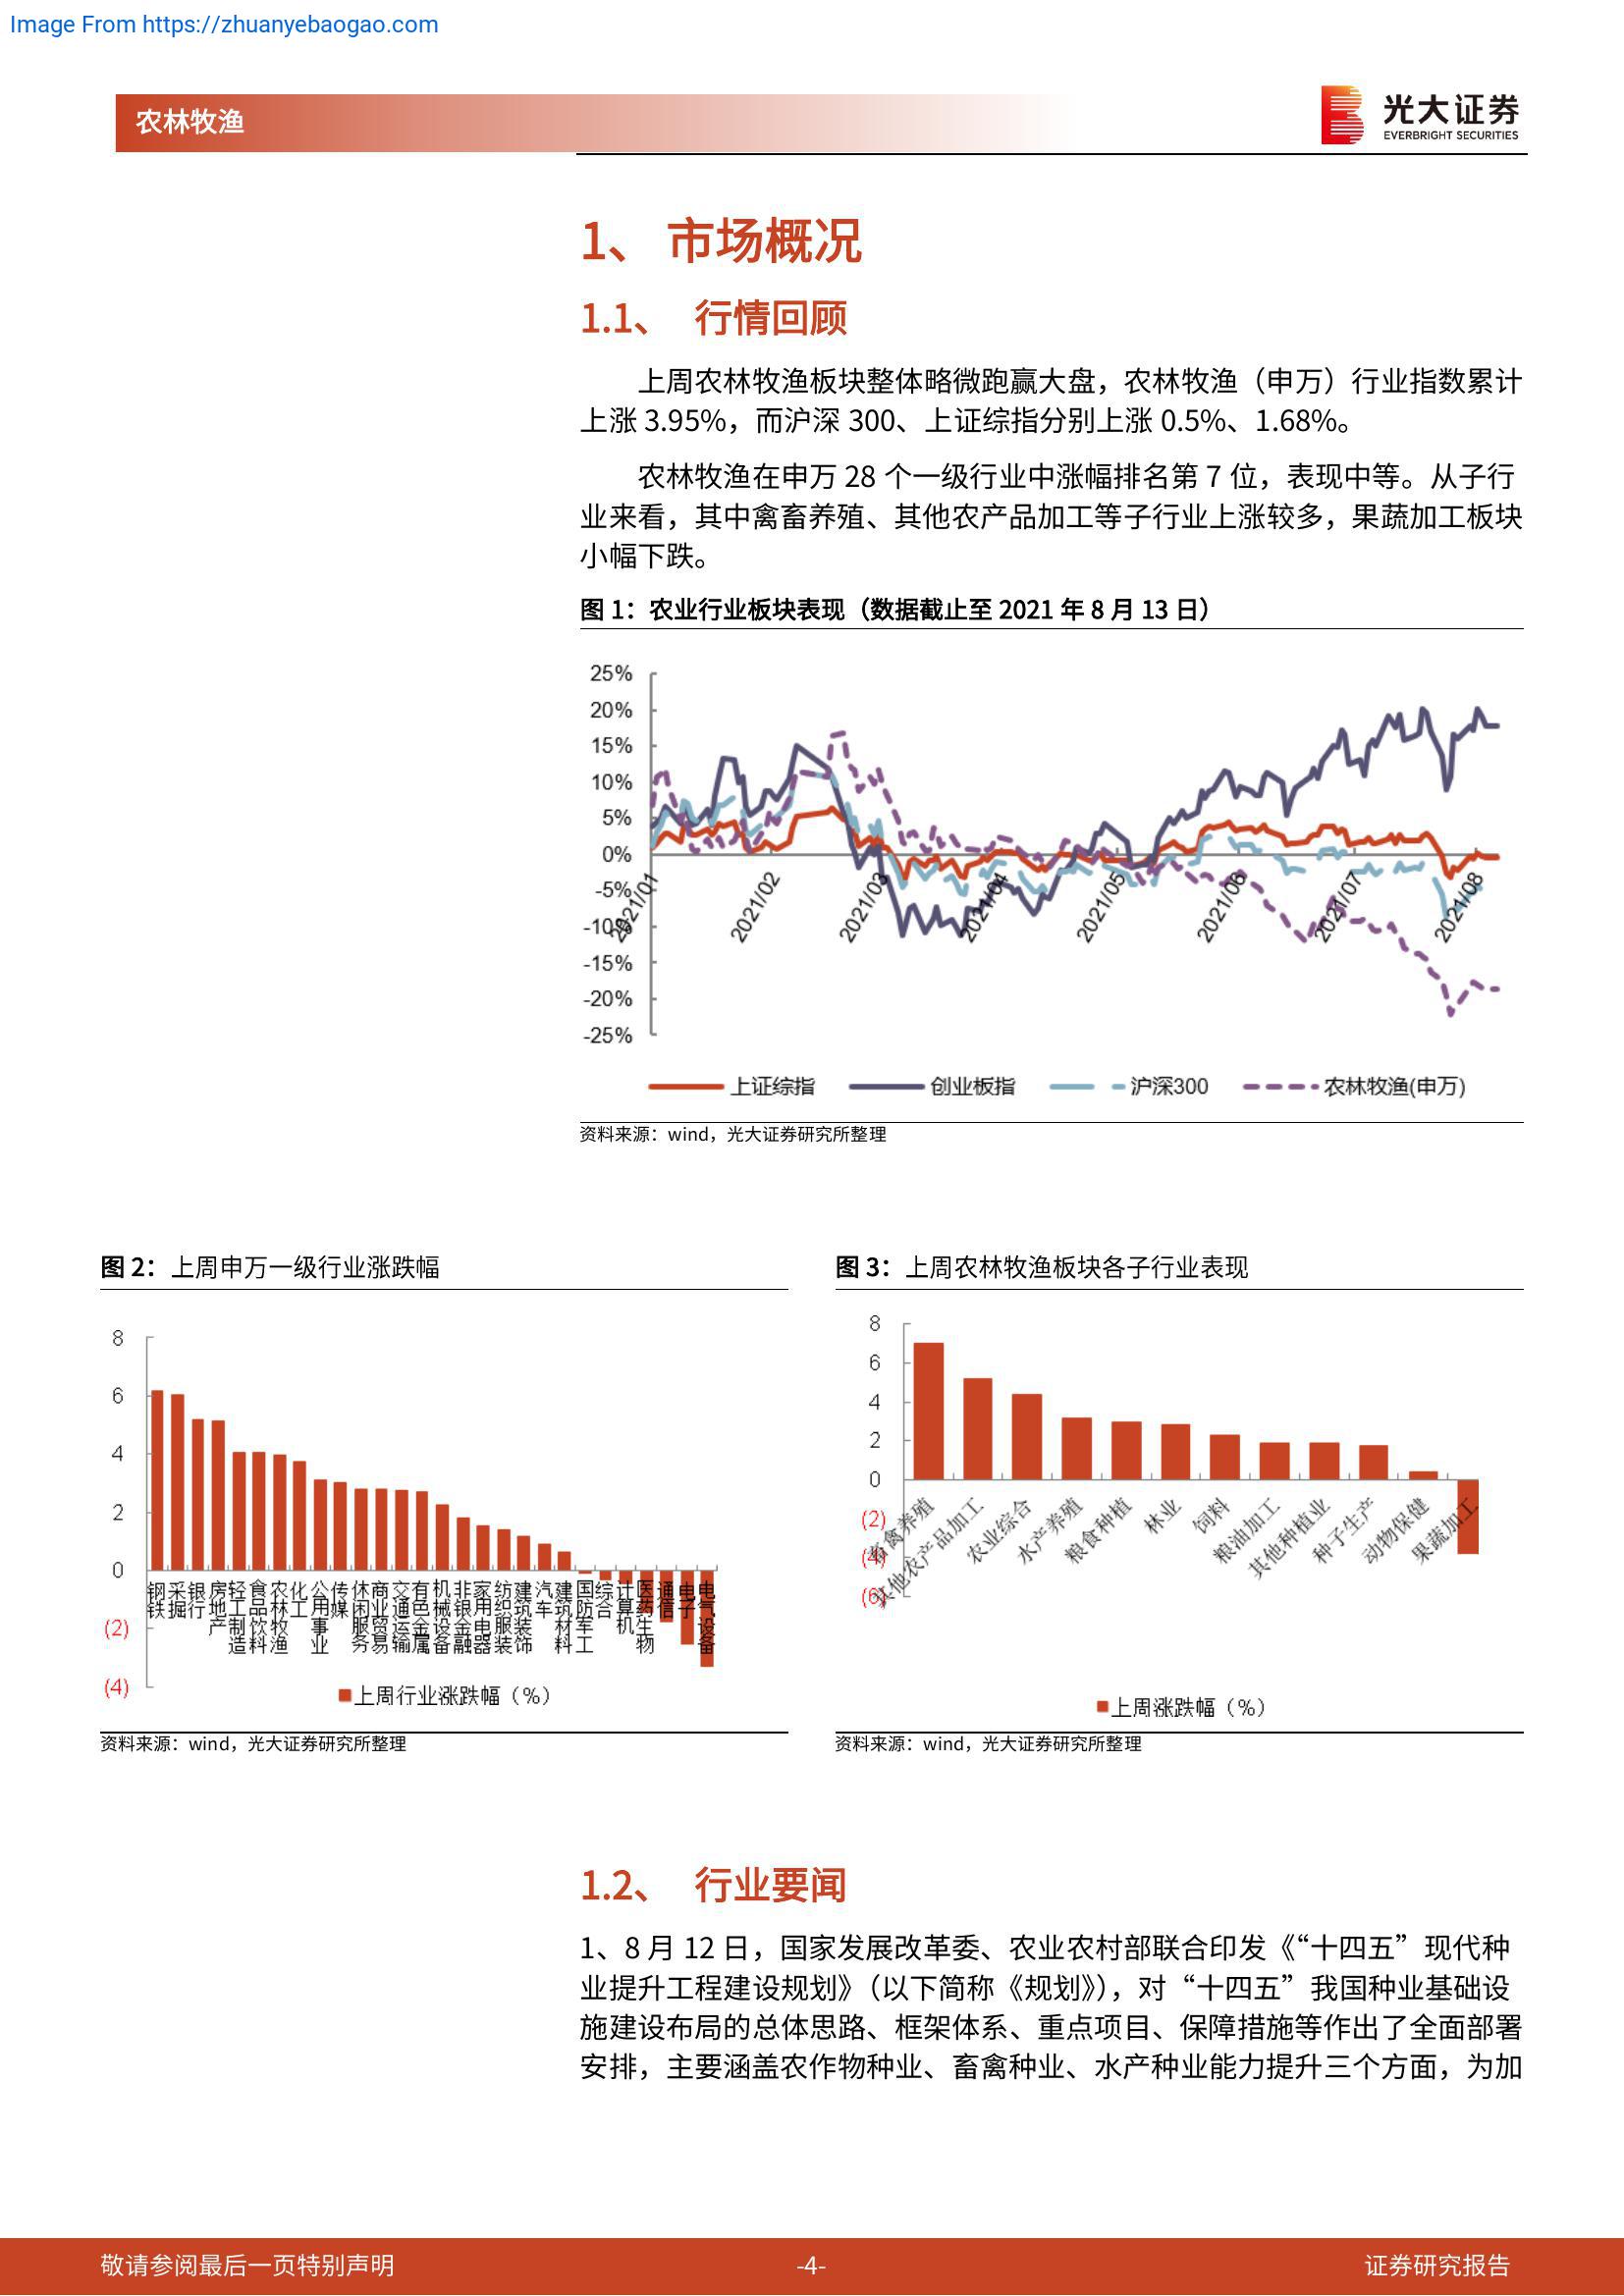 Image From https://zhuanyebaogao.com
农林牧渔
光大证券
EVERBRIGHT SECURITIES
1、 市场概况
1.1、 行情回顾
上周农林牧渔板块整体略微跑赢大盘，农林牧渔（申万）行业指数累计
上涨 3.95%，而沪深 300、上证综指分别上涨 0.5%、1.68%。
农林牧渔在申万 28 个一级行业中涨幅排名第 7 位，表现中等。从子行
业来看，其中禽畜养殖、其他农产品加工等子行业上涨较多，果蔬加工板块
小幅下跌。
图 1：农业行业板块表现（数据截止至 2021 年 8 月 13 日）
25%
20%
15%
10%
5%
0%
-5%
-10%
-15%
-20%
-25%
2021/01
2021/02
2021/03
2021/04
2021/05
2021/06
2021/07
2021/08
上证综指
创业板指
沪深300
农林牧渔(申万)
资料来源：wind，光大证券研究所整理
图 2：上周申万一级行业涨跌幅
8
6
4
2
0
(2)
(4)
钢铁
采掘
银行
房地产
轻工制造
食品饮料
农林牧渔
化工
公用事业
传媒
休闲服务
商业贸易
交通运输
有色金属
机械设备
非银金融
家用电器
纺织服装
建筑装饰
汽车
建筑材料
国防军工
综合
计算机
医药生物
通信
电子
电气设备
上周行业涨跌幅（%）
资料来源：wind，光大证券研究所整理
图 3：上周农林牧渔板块各子行业表现
8
6
4
2
0
(2)
(4)
(6)
畜禽养殖
其他农产品加工
农业综合
水产养殖
粮食种植
林业
饲料
粮油加工
其他种植业
种子生产
动物保健
果蔬加工
上周涨跌幅（%）
资料来源：wind，光大证券研究所整理
1.2、 行业要闻
1、8 月 12 日，国家发展改革委、农业农村部联合印发《“十四五”现代种
业提升工程建设规划》（以下简称《规划》），对“十四五”我国种业基础设
施建设布局的总体思路、框架体系、重点项目、保障措施等作出了全面部署
安排，主要涵盖农作物种业、畜禽种业、水产种业能力提升三个方面，为加
敬请参阅最后一页特别声明
-4-
证券研究报告